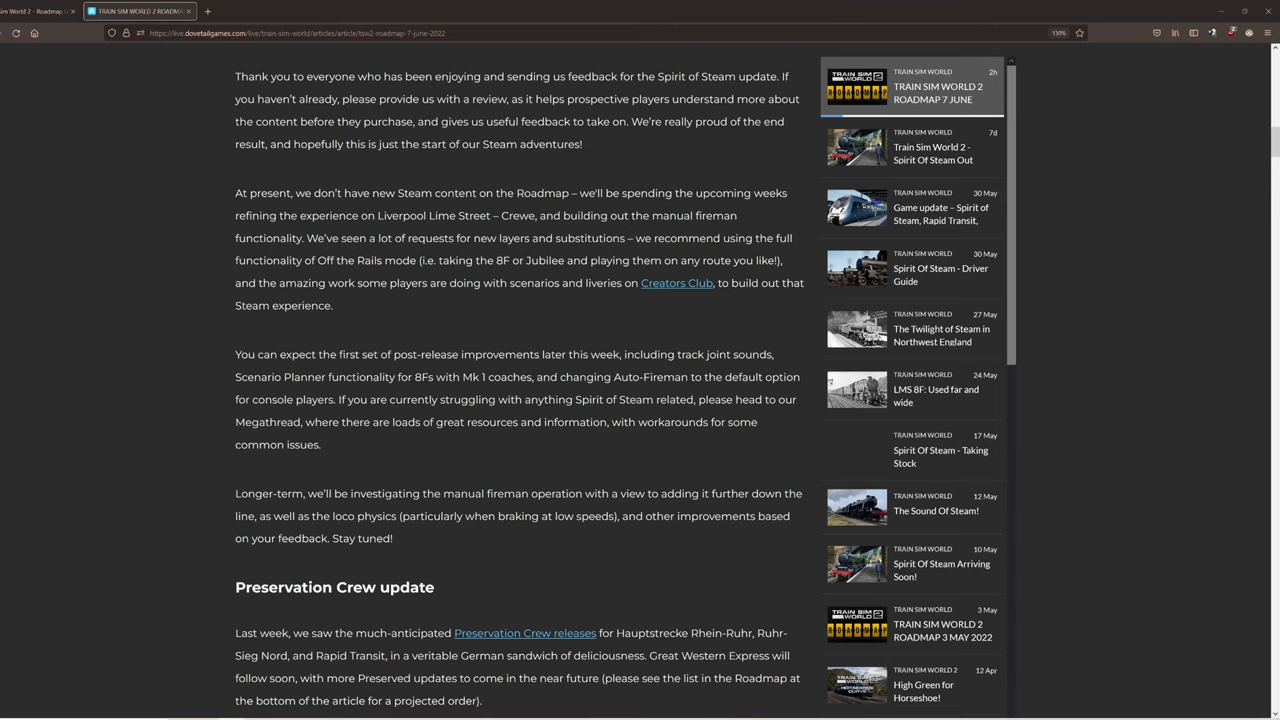 Sim World 2 - Roadmap
TRAIN SIM WORLD 2 ROADMA
https://live.dovetailgames.com/live/train-sim-world/articles/article/tsw2-roadmap-7-june-2022
130%
Thank you to everyone who has been enjoying and sending us feedback for the Spirit of Steam update. If
you haven't already, please provide us with a review, as it helps prospective players understand more about
the content before they purchase, and gives us useful feedback to take on. We're really proud of the end
result, and hopefully this is just the start of our Steam adventures!
At present, we don't have new Steam content on the Roadmap – we'll be spending the upcoming weeks
refining the experience on Liverpool Lime Street – Crewe, and building out the manual fireman
functionality. We've seen a lot of requests for new layers and substitutions – we recommend using the full
functionality of Off the Rails mode (i.e. taking the 8F or Jubilee and playing them on any route you like!),
and the amazing work some players are doing with scenarios and liveries on Creators Club, to build out that
Steam experience.
You can expect the first set of post-release improvements later this week, including track joint sounds,
Scenario Planner functionality for 8Fs with Mk 1 coaches, and changing Auto-Fireman to the default option
for console players. If you are currently struggling with anything Spirit of Steam related, please head to our
Megathread, where there are loads of great resources and information, with workarounds for some
common issues.
Longer-term, we'll be investigating the manual fireman operation with a view to adding it further down the
line, as well as the loco physics (particularly when braking at low speeds), and other improvements based
on your feedback. Stay tuned!
Preservation Crew update
Last week, we saw the much-anticipated Preservation Crew releases for Hauptstrecke Rhein-Ruhr, Ruhr-
Sieg Nord, and Rapid Transit, in a veritable German sandwich of deliciousness. Great Western Express will
follow soon, with more Preserved updates to come in the near future (please see the list in the Roadmap at
the bottom of the article for a projected order).
TRAIN SIM WORLD 2
ROADMAP
TRAIN SIM WORLD 2h
TRAIN SIM WORLD 2
ROADMAP 7 JUNE
TRAIN SIM WORLD 7d
Train Sim World 2 -
Spirit Of Steam Out
TRAIN SIM WORLD 30 May
Game update – Spirit of
Steam, Rapid Transit,
TRAIN SIM WORLD 30 May
Spirit Of Steam - Driver
Guide
TRAIN SIM WORLD 27 May
The Twilight of Steam in
Northwest England
TRAIN SIM WORLD 24 May
LMS 8F: Used far and
wide
TRAIN SIM WORLD 17 May
Spirit Of Steam - Taking
Stock
TRAIN SIM WORLD 12 May
The Sound Of Steam!
TRAIN SIM WORLD 10 May
Spirit Of Steam Arriving
Soon!
TRAIN SIM WORLD 2
ROADMAP
TRAIN SIM WORLD 3 May
TRAIN SIM WORLD 2
ROADMAP 3 MAY 2022
TRAIN SIM WORLD 2 12 Apr
High Green for
Horseshoe!